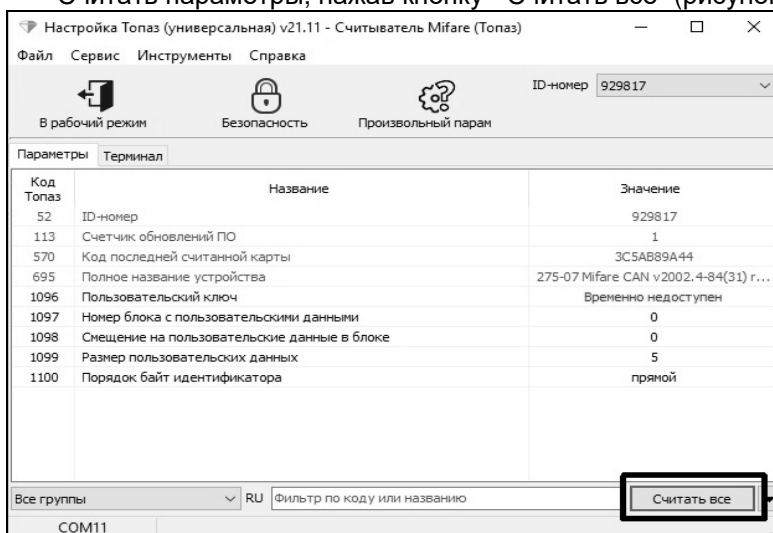 Считать параметры, нажав кнопку "Считать все" (рисунок
Настройка Топаз (универсальная) v21.11 - Считыватель Mifare (Топаз)
Файл Сервис Инструменты Справка
ID-номер 929817
В рабочий режим Безопасность Произвольный парам
Параметры Терминал
Код Топаз Название Значение
52 ID-номер 929817
113 Счетчик обновлений ПО 1
570 Код последней считанной карты 3C5AB89A44
695 Полное название устройства 275-07 Mifare CAN v2002.4-84(31) r...
1096 Пользовательский ключ Временно недоступен
1097 Номер блока с пользовательскими данными 0
1098 Смещение на пользовательские данные в блоке 0
1099 Размер пользовательских данных 5
1100 Порядок байт идентификатора прямой
Все группы RU Фильтр по коду или названию Считать все
COM11